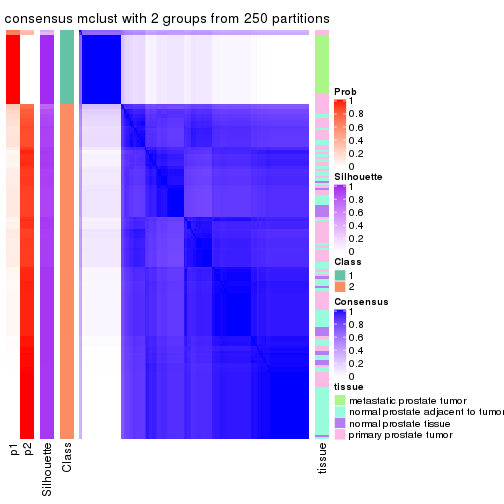 consensus mclust with 2 groups from 250 partitions
Prob
1
0.8
0.6
0.4
0.2
0
Silhouette
1
0.8
0.6
0.4
0.2
0
Class
1
2
Consensus
1
0.8
0.6
0.4
0.2
0
tissue
metastatic prostate tumor
normal prostate adjacent to tumor
normal prostate tissue
primary prostate tumor
p1
p2
Silhouette
Class
tissue